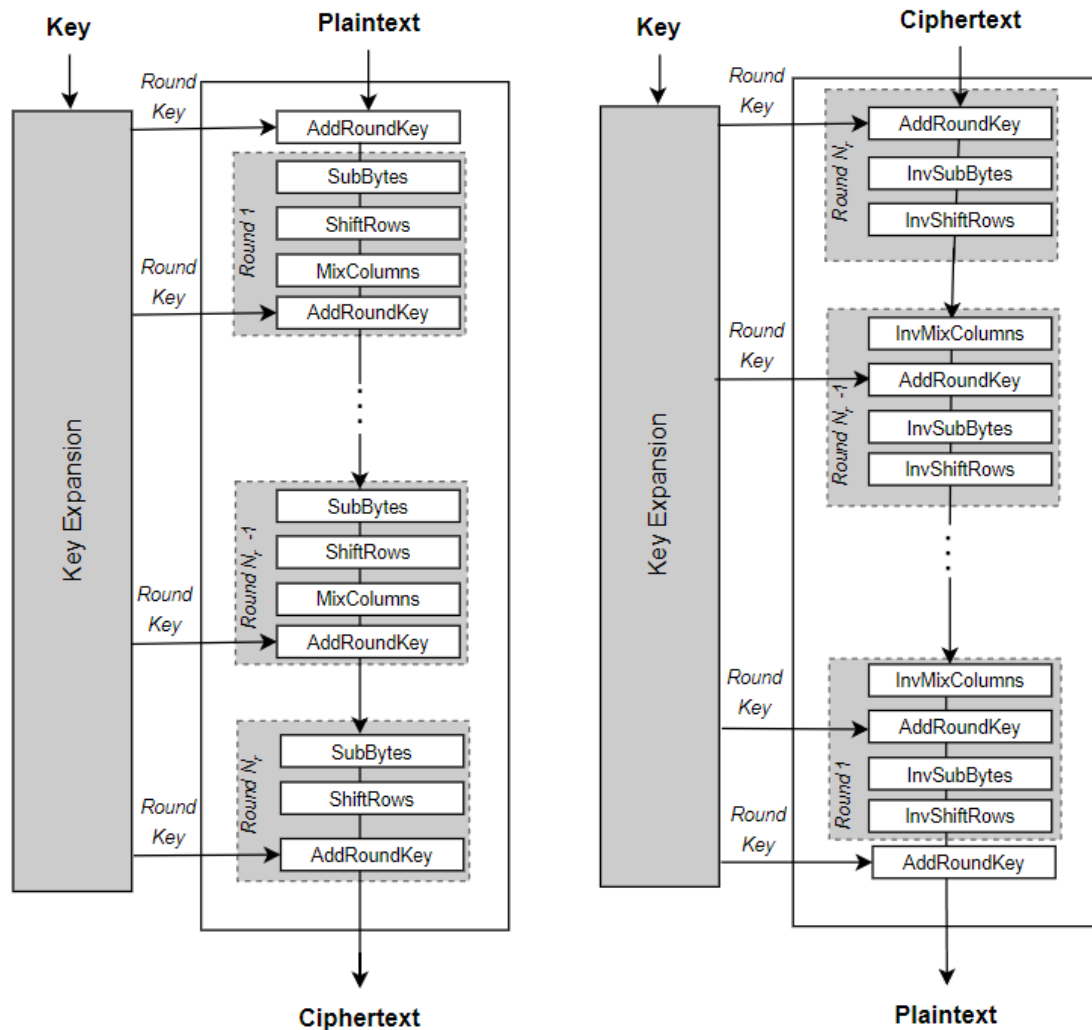 Key
Plaintext
Round
Key
AddRoundKey
SubBytes
ShiftRows
MixColumns
Round
Key
AddRoundKey
Round 1
Key Expansion
SubBytes
ShiftRows
MixColumns
Round
Key
AddRoundKey
Round Nr -1
SubBytes
ShiftRows
Round
Key
AddRoundKey
Round Nr
Ciphertext
Key
Ciphertext
Round
Key
AddRoundKey
InvSubBytes
InvShiftRows
Round Nr
InvMixColumns
Round
Key
AddRoundKey
InvSubBytes
InvShiftRows
Round Nr -1
Key Expansion
InvMixColumns
Round
Key
AddRoundKey
InvSubBytes
InvShiftRows
Round 1
Round
Key
AddRoundKey
Plaintext